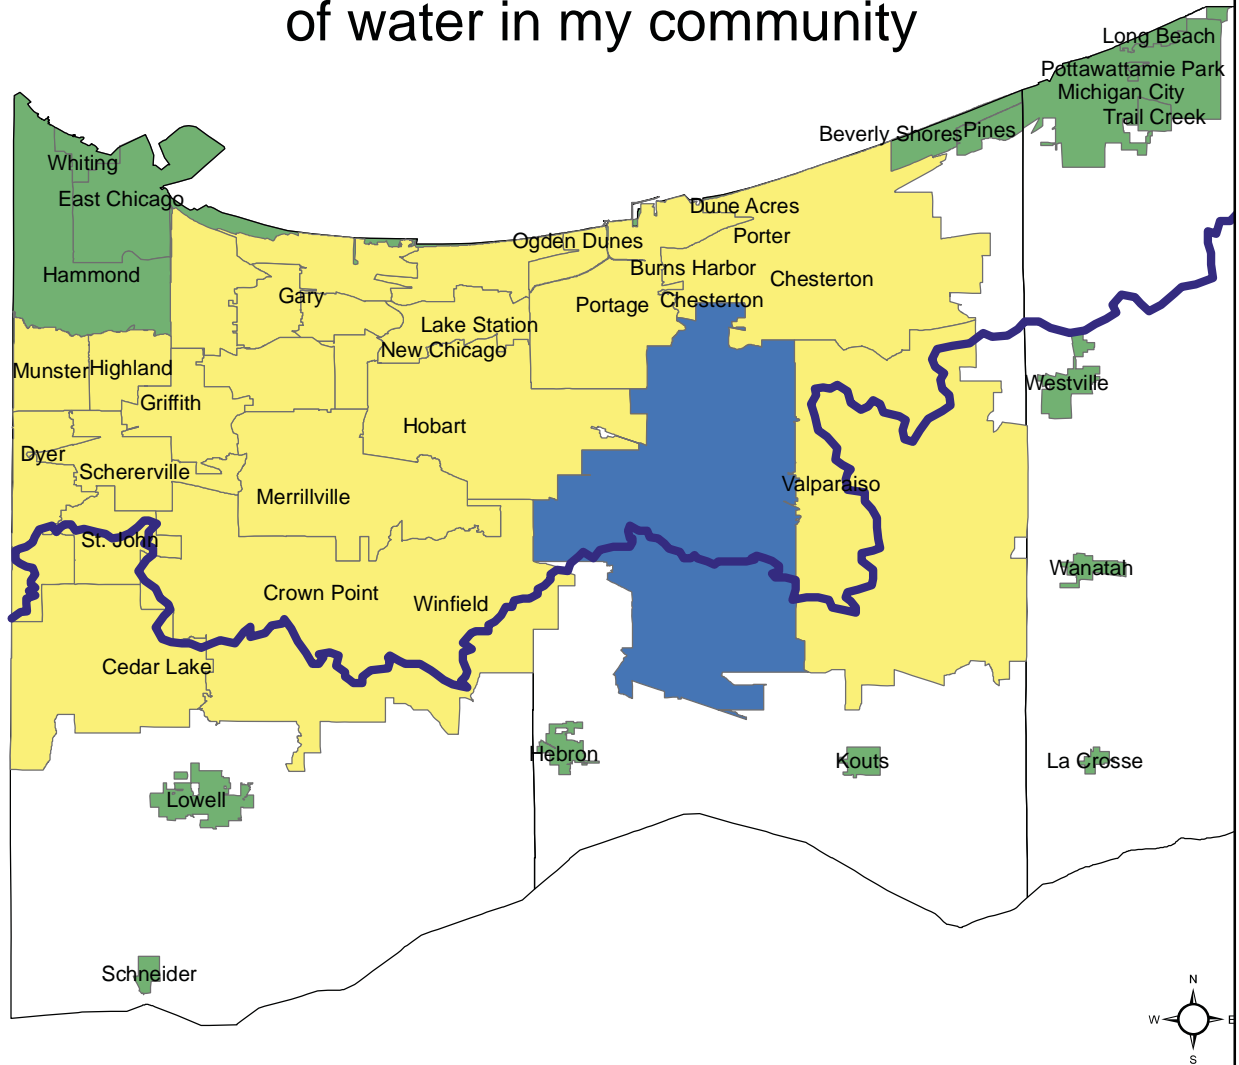 of water in my community
Long Beach
Pottawattamie Park
Michigan City
Trail Creek
Beverly Shores
Pines
Whiting
East Chicago
Dune Acres
Ogden Dunes
Porter
Hammond
Burns Harbor
Chesterton
Gary
Portage
Chesterton
Lake Station
New Chicago
Munster
Highland
Westville
Griffith
Hobart
Dyer
Schererville
Merrillville
Valparaiso
St. John
Wanatah
Crown Point
Winfield
Cedar Lake
Hebron
Kouts
La Crosse
Lowell
Schneider
N
W
E
S